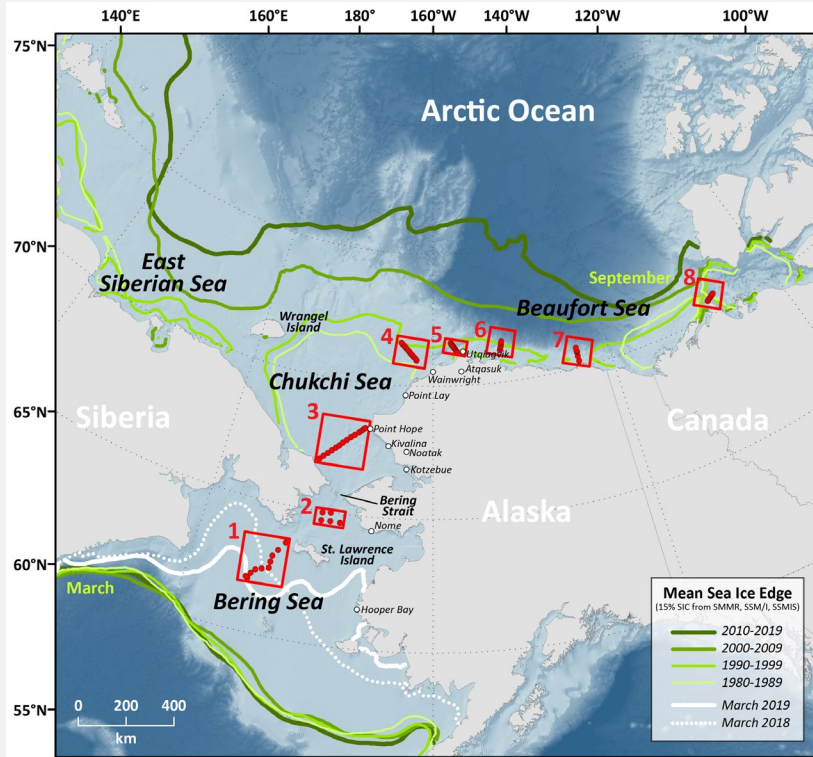 140°E
160°E
180°
160°W
140°W
120°W
100°W
75°N
70°N
65°N
60°N
55°N
Arctic Ocean
East
Siberian Sea
September
Beaufort Sea
8
Wrangel
Island
4
5
6
7
Utqiagvik
Atqasuk
Wainwright
Chukchi Sea
Point Lay
Siberia
Canada
3
Point Hope
Kivalina
Noatak
Kotzebue
Bering
Strait
Alaska
2
Nome
1
St. Lawrence
Island
March
Bering Sea
Hooper Bay
0 200 400
km
Mean Sea Ice Edge
(15% SIC from SMMR, SSM/I, SSMIS)
2010-2019
2000-2009
1990-1999
1980-1989
March 2019
March 2018